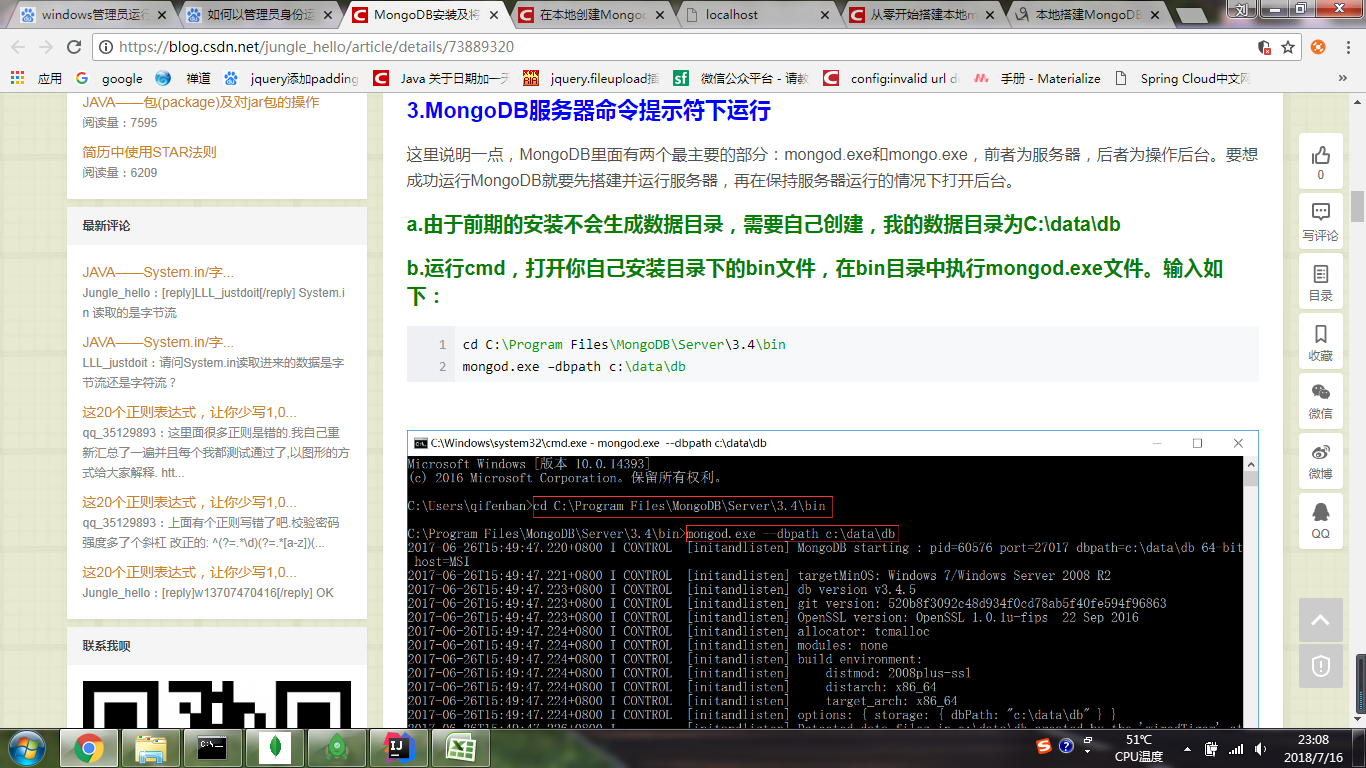 windows管理员运行
如何以管理员身份运
MongoDB安装及将
在本地创建Mongod
localhost
从零开始搭建本地m
本地搭建MongoDB
刘
https://blog.csdn.net/jungle_hello/article/details/73889320
应用
google
禅道
jquery添加padding
Java 关于日期加一天
jquery.fileupload插
微信公众平台 - 请教
config:invalid url d
手册 - Materialize
Spring Cloud中文网
»
JAVA——包(package)及对jar包的操作
阅读量：7595
简历中使用STAR法则
阅读量：6209
最新评论
JAVA——System.in/字...
Jungle_hello：[reply]LLL_justdoit[/reply] System.i
n 读取的是字节流
JAVA——System.in/字...
LLL_justdoit：请问System.in读取进来的数据是字
节流还是字符流？
这20个正则表达式，让你少写1,0...
qq_35129893：这里面很多正则是错的.我自己重
新汇总了一遍并且每个我都测试通过了,以图形的方
式给大家解释. htt...
这20个正则表达式，让你少写1,0...
qq_35129893：上面有个正则写错了吧.校验密码
强度多了个斜杠 改正的: ^(?=.*\d)(?=.*[a-z])(...
这20个正则表达式，让你少写1,0...
Jungle_hello：[reply]w13707470416[/reply] OK
联系我呗
3.MongoDB服务器命令提示符下运行
这里说明一点，MongoDB里面有两个最主要的部分：mongod.exe和mongo.exe，前者为服务器，后者为操作后台。要想
成功运行MongoDB就要先搭建并运行服务器，再在保持服务器运行的情况下打开后台。
a.由于前期的安装不会生成数据目录，需要自己创建，我的数据目录为C:\data\db
b.运行cmd，打开你自己安装目录下的bin文件，在bin目录中执行mongod.exe文件。输入如
下：
1 cd C:\Program Files\MongoDB\Server\3.4\bin
2 mongod.exe –dbpath c:\data\db
C:\Windows\system32\cmd.exe - mongod.exe --dbpath c:\data\db
Microsoft Windows [版本 10.0.14393]
(c) 2016 Microsoft Corporation。保留所有权利。
C:\Users\qifenban>cd C:\Program Files\MongoDB\Server\3.4\bin
C:\Program Files\MongoDB\Server\3.4\bin>mongod.exe --dbpath c:\data\db
2017-06-26T15:49:47.220+0800 I CONTROL [initandlisten] MongoDB starting : pid=60576 port=27017 dbpath=c:\data\db 64-bit
host=MSI
2017-06-26T15:49:47.221+0800 I CONTROL [initandlisten] targetMinOS: Windows 7/Windows Server 2008 R2
2017-06-26T15:49:47.223+0800 I CONTROL [initandlisten] db version v3.4.5
2017-06-26T15:49:47.223+0800 I CONTROL [initandlisten] git version: 520b8f3092c48d934f0cd78ab5f40fe594f96863
2017-06-26T15:49:47.223+0800 I CONTROL [initandlisten] OpenSSL version: OpenSSL 1.0.1u-fips 22 Sep 2016
2017-06-26T15:49:47.224+0800 I CONTROL [initandlisten] allocator: tcmalloc
2017-06-26T15:49:47.224+0800 I CONTROL [initandlisten] modules: none
2017-06-26T15:49:47.224+0800 I CONTROL [initandlisten] build environment:
2017-06-26T15:49:47.224+0800 I CONTROL [initandlisten] distmod: 2008plus-ssl
2017-06-26T15:49:47.224+0800 I CONTROL [initandlisten] distarch: x86_64
2017-06-26T15:49:47.224+0800 I CONTROL [initandlisten] target_arch: x86_64
2017-06-26T15:49:47.224+0800 I CONTROL [initandlisten] options: { storage: { dbPath: "c:\data\db" } }
0
写评论
目录
收藏
微信
微博
QQ
51℃
CPU温度
23:08
2018/7/16